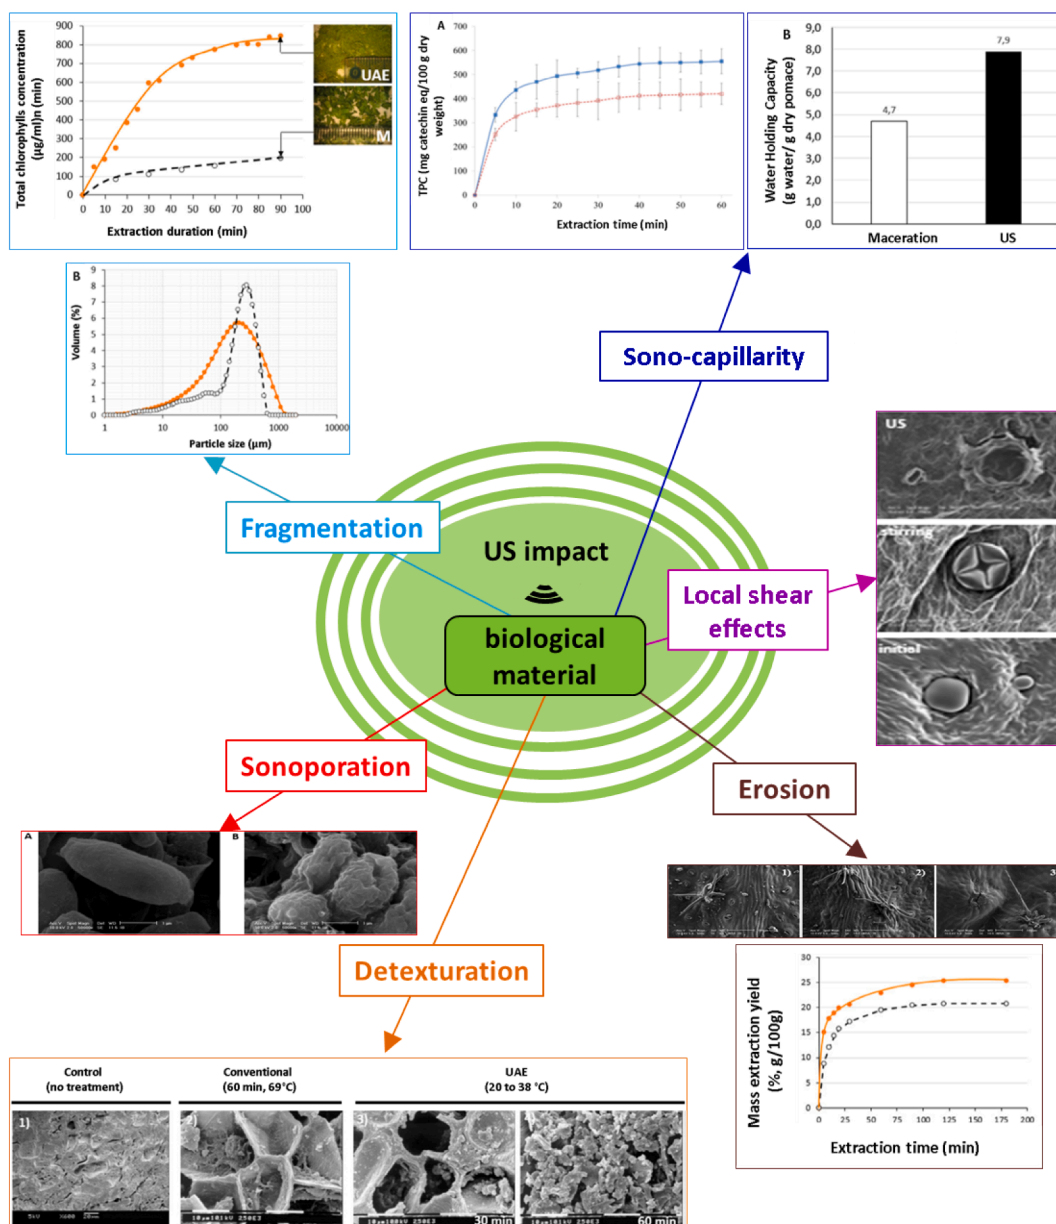 Total chlorophylls concentration
(µg/ml)n (min)
900
800
700
600
500
400
300
200
100
0
0 10 20 30 40 50 60 70 80 90 100
Extraction duration (min)
UAE
M
A
TPC (mg catechin eq/100 g dry
weight)
700
600
500
400
300
200
100
0
0 10 20 30 40 50 60
Extraction time (min)
B
Water Holding Capacity
(g water/ g dry pomace)
9,0
8,0
7,0
6,0
5,0
4,0
3,0
2,0
1,0
0,0
4,7
7,9
Maceration US
B
Volume (%)
9
8
7
6
5
4
3
2
1
0
1 10 100 1000 10000
Particle size (µm)
Sono-capillarity
Fragmentation
US impact
biological
material
Local shear
effects
US
stirring
initial
Sonoporation
Erosion
A
B
1)
2)
3
Detexturation
Mass extraction yield
(%, g/100g)
30
25
20
15
10
5
0
0 25 50 75 100 125 150 175 200
Extraction time (min)
Control
(no treatment)
Conventional
(60 min, 69°C)
UAE
(20 to 38 °C)
1)
2)
3)
30 min
60 min